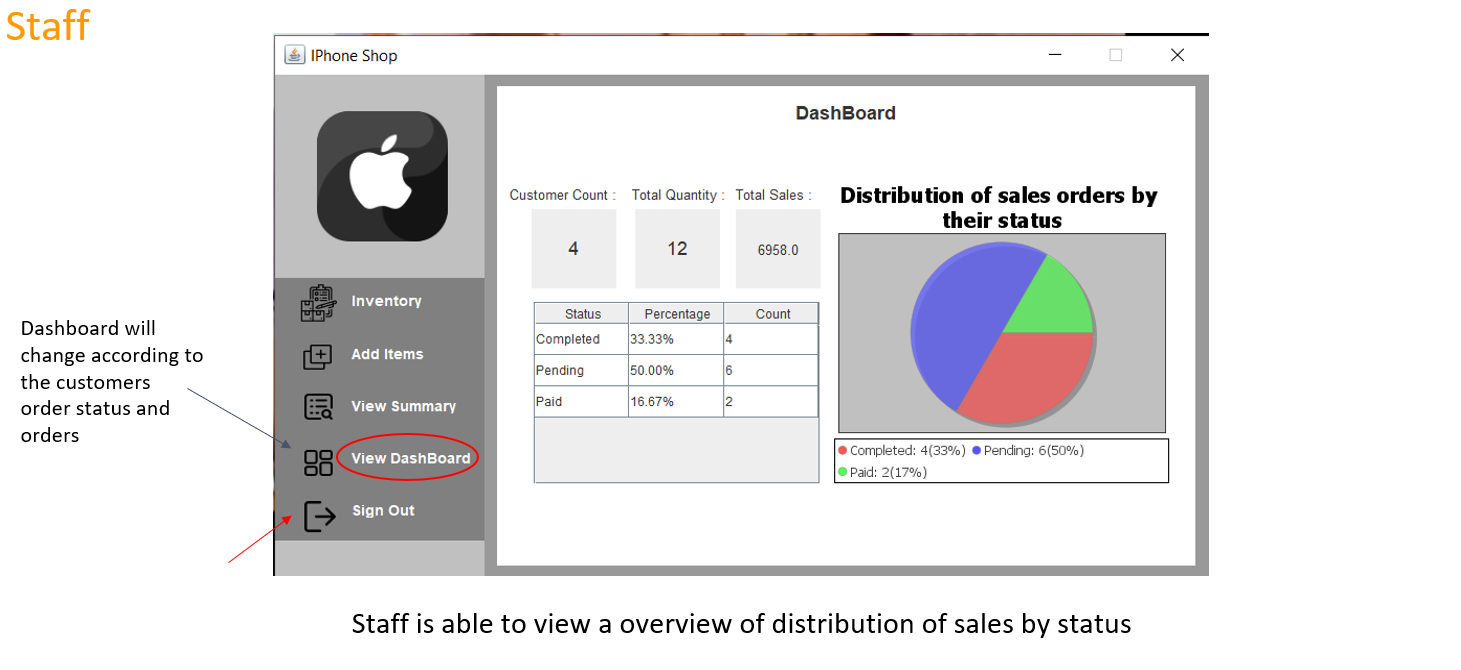 Staff
IPhone Shop
DashBoard
Customer Count :
Total Quantity :
Total Sales :
4
12
6958.0
Distribution of sales orders by
their status
Inventory
Add Items
View Summary
View DashBoard
Sign Out
Dashboard will
change according to
the customers
order status and
orders
Status Percentage Count
Completed 33.33% 4
Pending 50.00% 6
Paid 16.67% 2
Completed: 4(33%) Pending: 6(50%)
Paid: 2(17%)
Staff is able to view a overview of distribution of sales by status